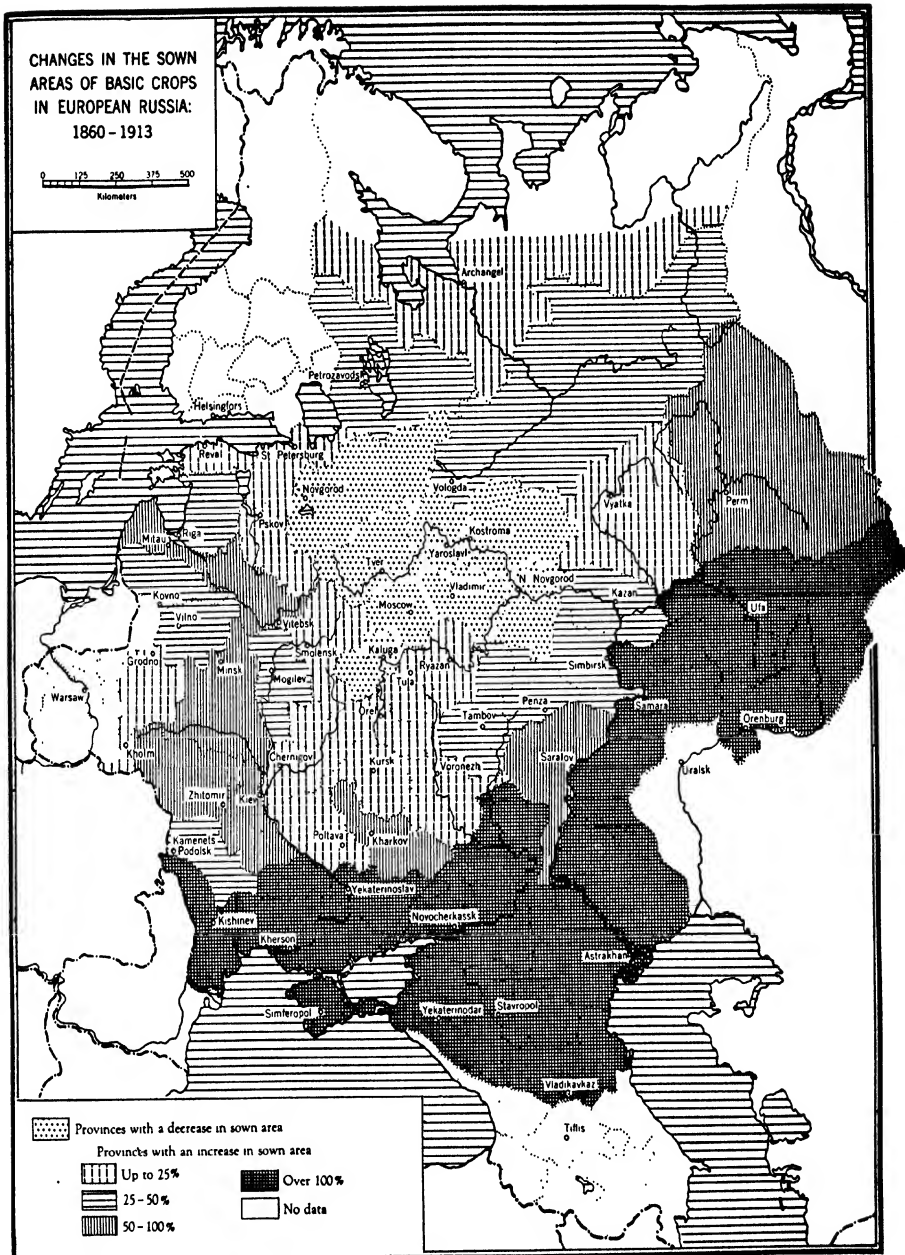 CHANGES IN THE SOWN
AREAS OF BASIC CROPS
IN EUROPEAN RUSSIA:
1860 – 1913
0 125 250 375 500
Kilometers
Archangel
Petrozavodsk
Helsingfors
Reval
St Petersburg
Novgorod
Vologda
Vyatka
Perm
Pskov
Kostroma
Riga
Mitau
Yaroslavl
Tver
Vladimir
N Novgorod
Kazan
Moscow
Kovno
Vilno
Vitebsk
Ufa
Smolensk
Kaluga
Ryazan
Simbirsk
Grodno
Minsk
Mogilev
Tula
Warsaw
Orel
Penza
Samara
Tambov
Orenburg
Kholm
Chernigov
Kursk
Voronezh
Saratov
Uralsk
Zhitomir
Kiev
Poltava
Kharkov
Kamenets
Podolsk
Yekaterinoslav
Kishinev
Novocherkassk
Kherson
Astrakhan
Simferopol
Yekaterinodar
Stavropol
Vladikavkaz
Tiflis
Provinces with a decrease in sown area
Provinces with an increase in sown area
Up to 25%
Over 100%
25 – 50%
No data
50 – 100%